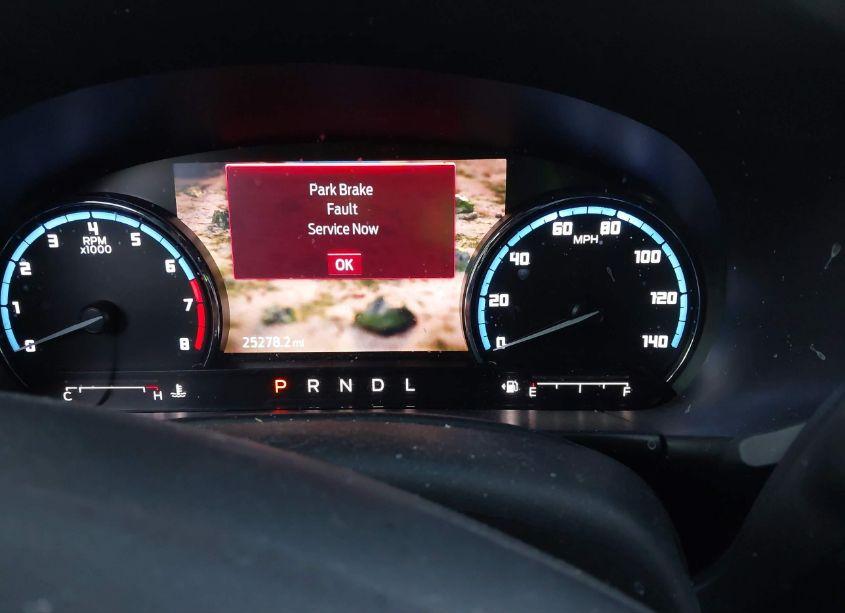 Park Brake
Fault
Service Now
OK
25278.2 mi
0 1 2 3 4 5 6 7 8
RPM
x1000
0 20 40 60 80 100 120 140
MPH
C H
P R N D L
E F